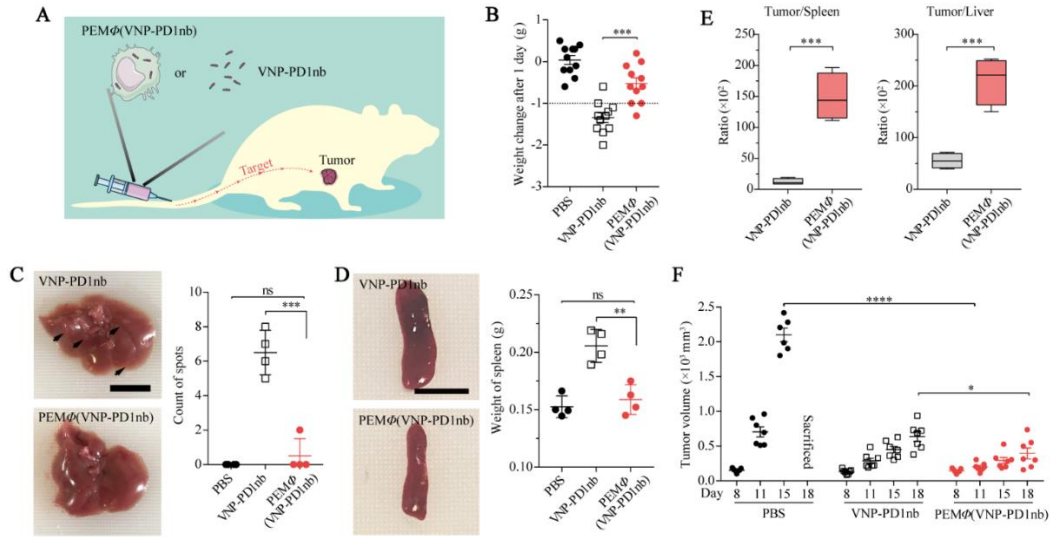 A
PEMΦ(VNP-PD1nb)
or
VNP-PD1nb
Target
Tumor
B
Weight change after 1 day (g)
1
0
-1
-2
-3
***
PBS
VNP-PD1nb
PEMΦ
(VNP-PD1nb)
E
Tumor/Spleen
Ratio (×10²)
250
200
150
100
50
0
***
VNP-PD1nb
PEMΦ
(VNP-PD1nb)
Tumor/Liver
Ratio (×10²)
300
200
100
0
***
VNP-PD1nb
PEMΦ
(VNP-PD1nb)
C
VNP-PD1nb
PEMΦ(VNP-PD1nb)
Count of spots
10
8
6
4
2
0
ns
***
PBS
VNP-PD1nb
PEMΦ
(VNP-PD1nb)
D
VNP-PD1nb
PEMΦ(VNP-PD1nb)
Weight of spleen (g)
0.25
0.20
0.15
0.10
ns
**
PBS
VNP-PD1nb
PEMΦ
(VNP-PD1nb)
F
Tumor volume (×10³ mm³)
2.5
2.0
1.5
1.0
0.5
0.0
****
*
Sacrificed
Day 8 11 15 18 8 11 15 18 8 11 15 18
PBS VNP-PD1nb PEMΦ(VNP-PD1nb)